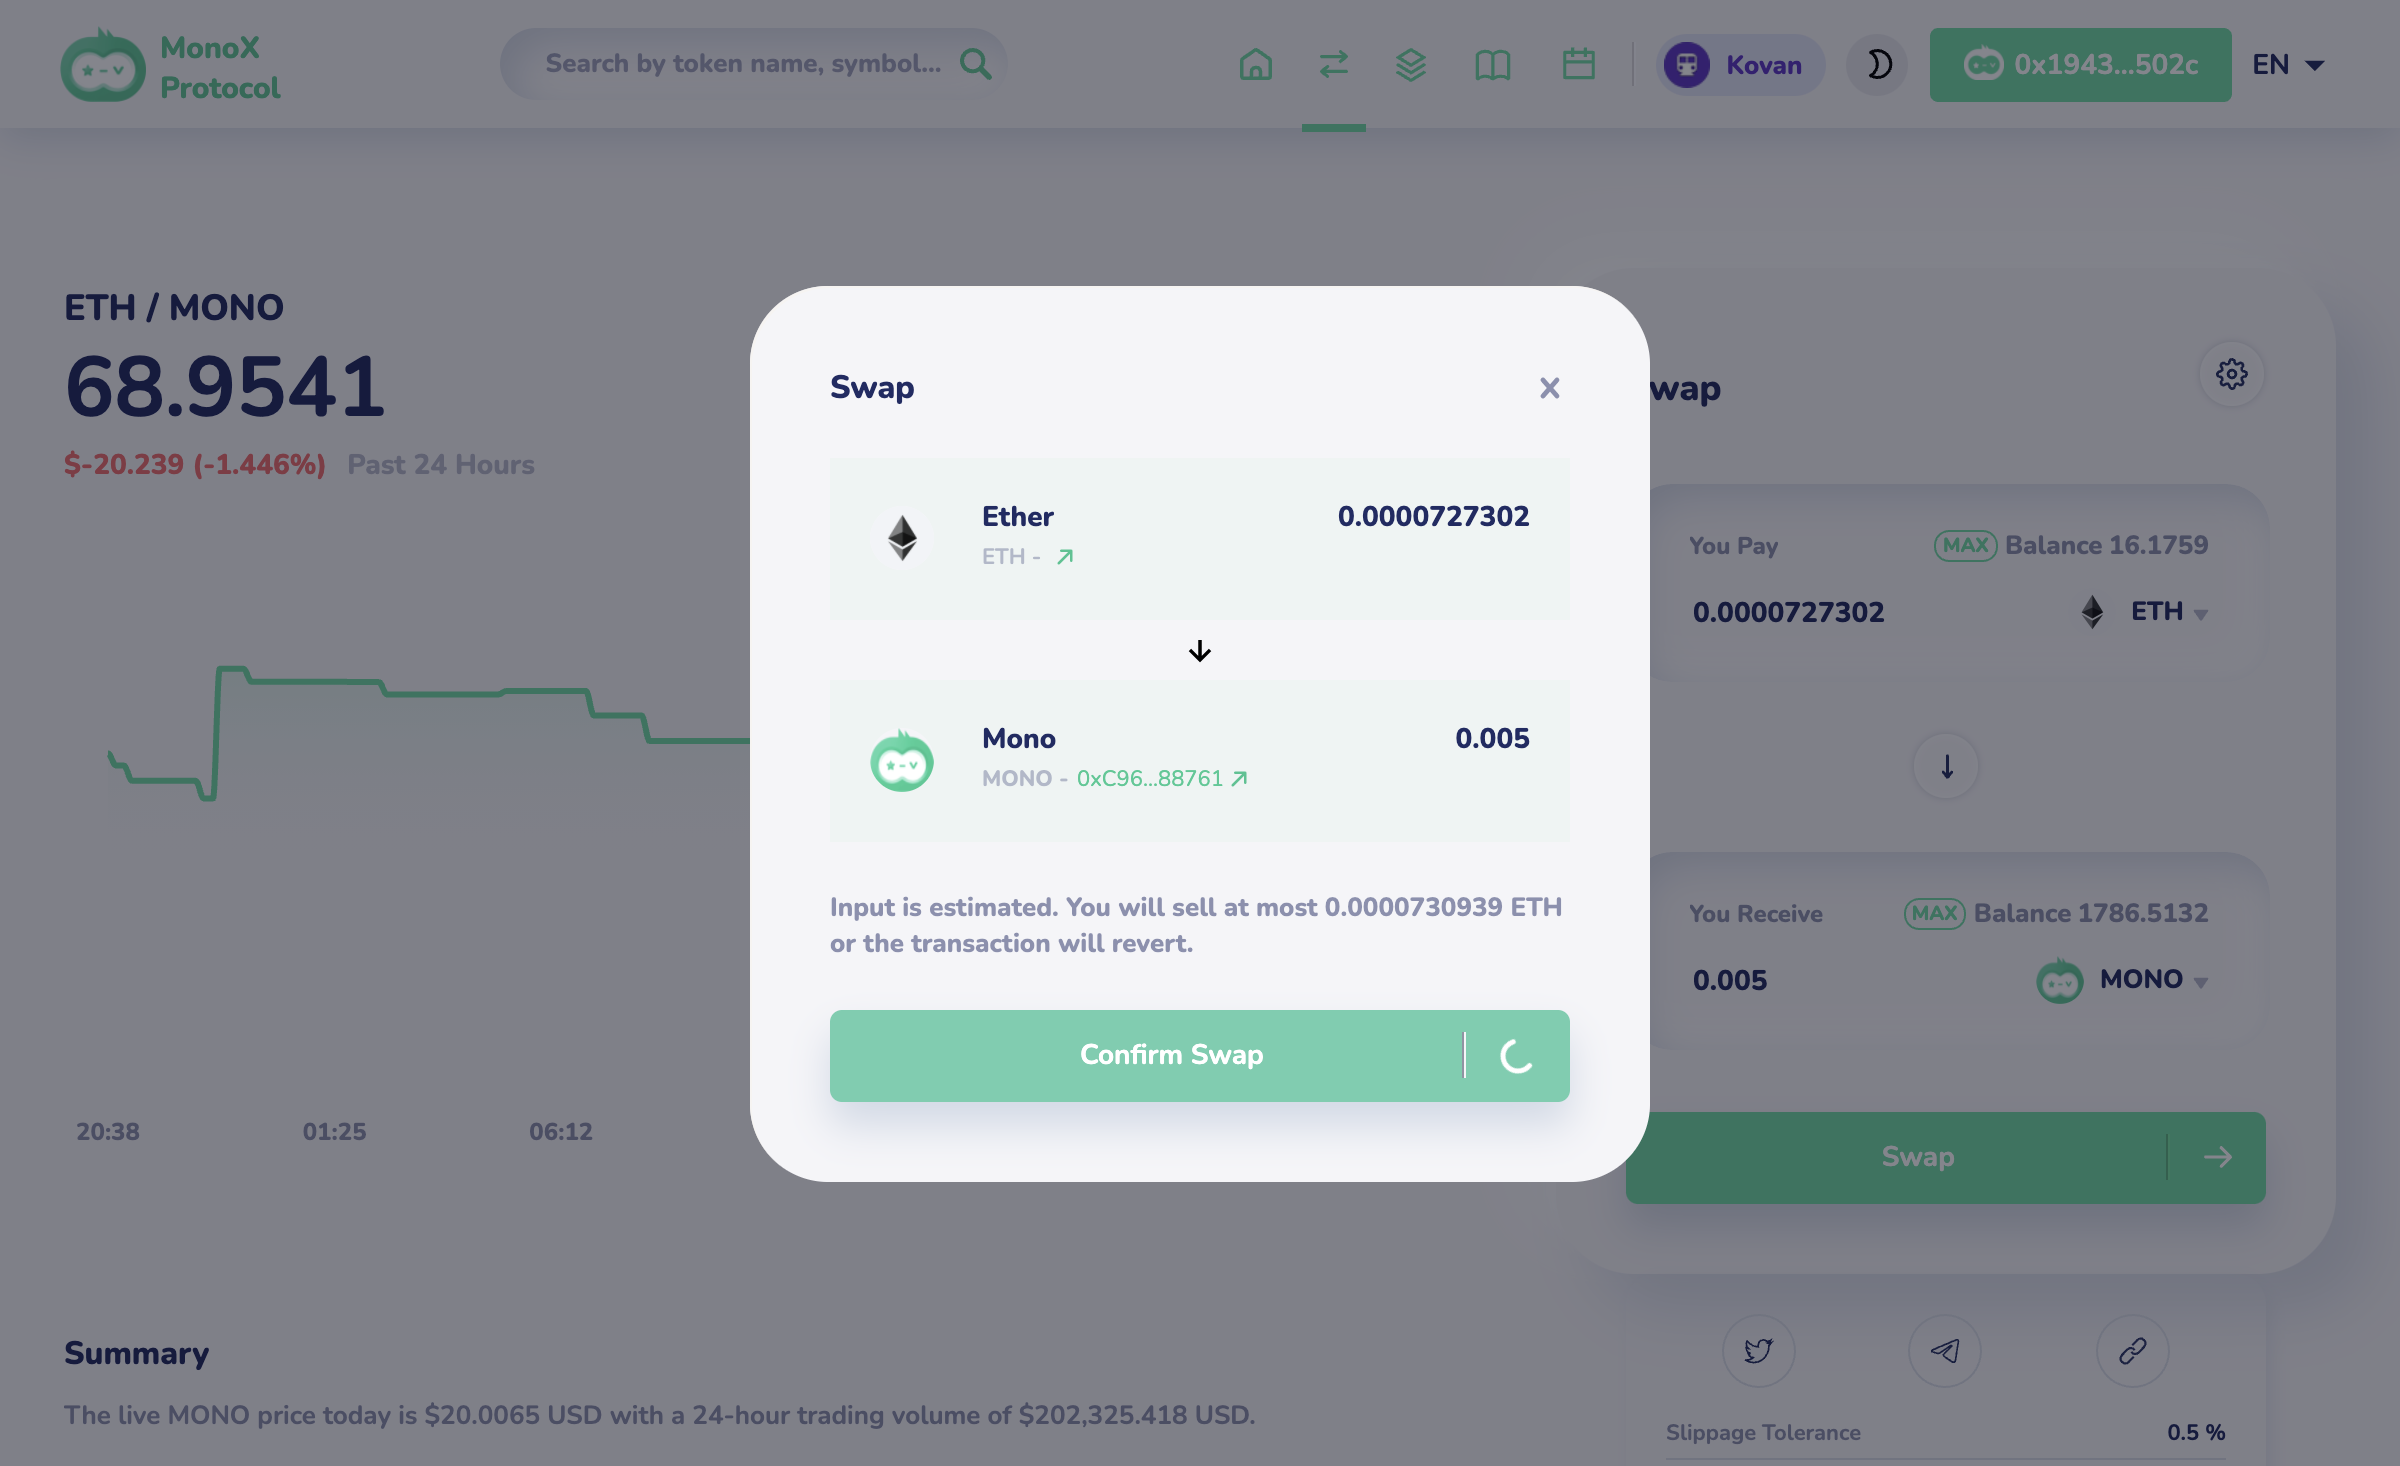 MonoX
Protocol
Search by token name, symbol...
Kovan
0x1943...502c
EN
ETH / MONO
68.9541
$-20.239 (-1.446%) Past 24 Hours
20:38 01:25 06:12
Summary
The live MONO price today is $20.0065 USD with a 24-hour trading volume of $202,325.418 USD.
Swap
x
Ether 0.0000727302
ETH -
Mono 0.005
MONO - 0xC96...88761
Input is estimated. You will sell at most 0.0000730939 ETH
or the transaction will revert.
Confirm Swap
wap
You Pay MAX Balance 16.1759
0.0000727302 ETH
You Receive MAX Balance 1786.5132
0.005 MONO
Swap
Slippage Tolerance 0.5 %